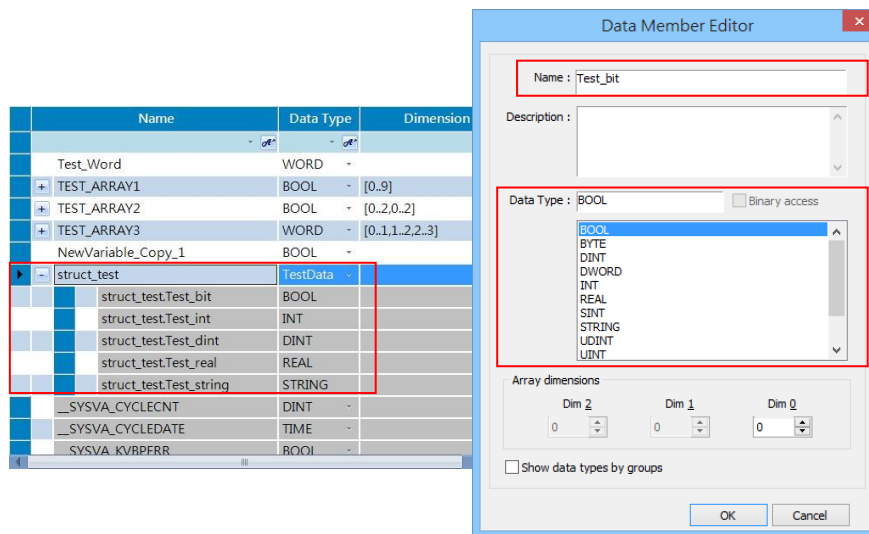 Name Data Type Dimension
Test_Word WORD
TEST_ARRAY1 BOOL [0..9]
TEST_ARRAY2 BOOL [0..2,0..2]
TEST_ARRAY3 WORD [0..1,1..2,2..3]
NewVariable_Copy_1 BOOL
struct_test TestData
struct_test.Test_bit BOOL
struct_test.Test_int INT
struct_test.Test_dint DINT
struct_test.Test_real REAL
struct_test.Test_string STRING
__SYSVA_CYCLECNT DINT
__SYSVA_CYCLEDATE TIME
__SYSVA_KVBPERR BOOL
Data Member Editor
Name : Test_bit
Description :
Data Type : BOOL Binary access
BOOL
BYTE
DINT
DWORD
INT
REAL
SINT
STRING
UDINT
UINT
Array dimensions
Dim 2 Dim 1 Dim 0
0 0 0
Show data types by groups
OK Cancel